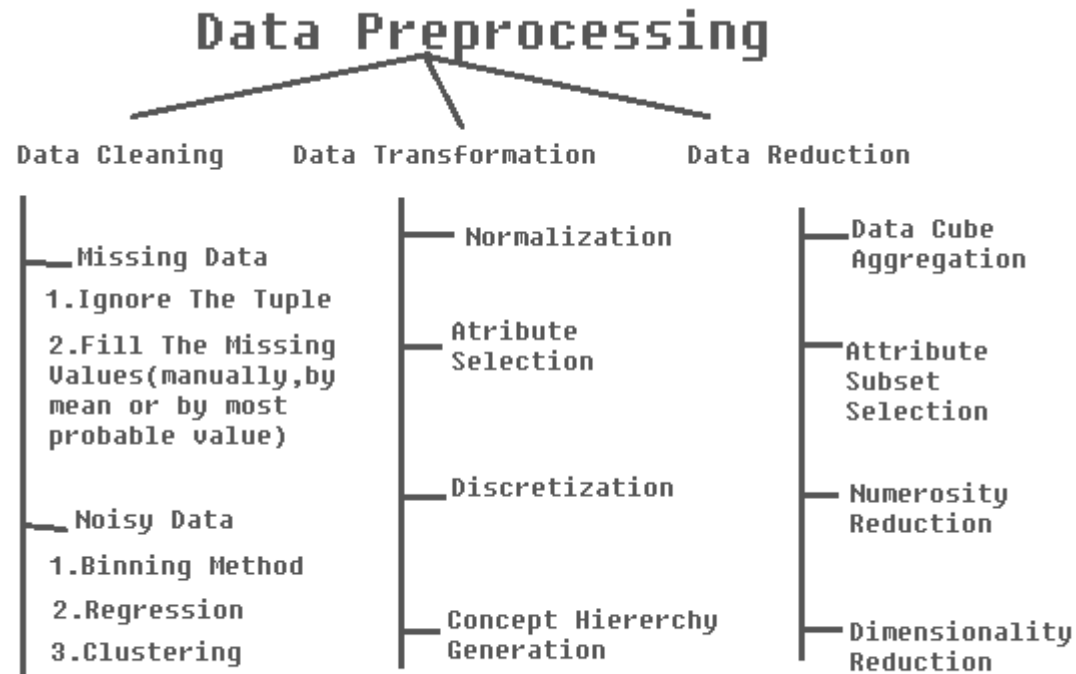 Data Preprocessing
Data Cleaning
Data Transformation
Data Reduction
Missing Data
1.Ignore The Tuple
2.Fill The Missing
Values(manually,by
mean or by most
probable value)
Noisy Data
1.Binning Method
2.Regression
3.Clustering
Normalization
Atribute
Selection
Discretization
Concept Hiererchy
Generation
Data Cube
Aggregation
Attribute
Subset
Selection
Numerosity
Reduction
Dimensionality
Reduction